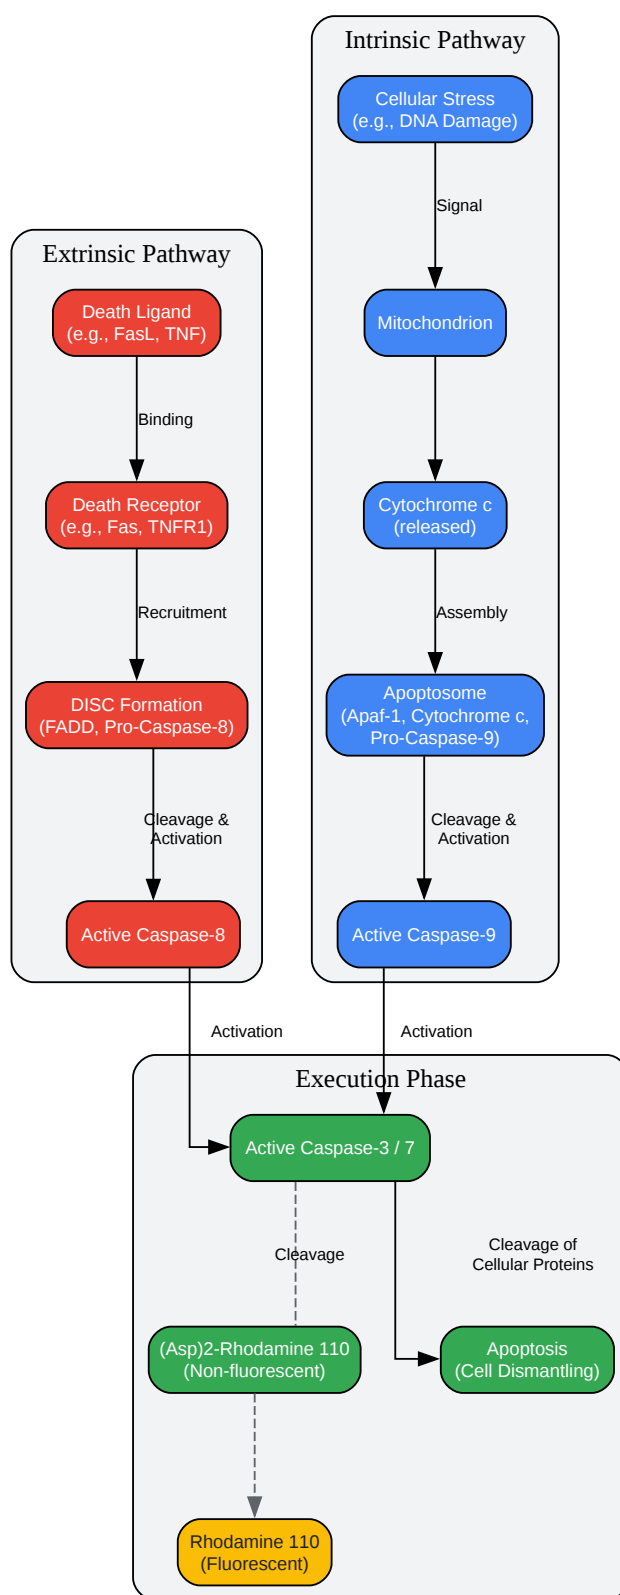 Intrinsic Pathway
Cellular Stress
(e.g., DNA Damage)
Signal
Mitochondrion
Cytochrome c
(released)
Assembly
Apoptosome
(Apaf-1, Cytochrome c,
Pro-Caspase-9)
Cleavage &
Activation
Active Caspase-9
Activation
Extrinsic Pathway
Death Ligand
(e.g., FasL, TNF)
Binding
Death Receptor
(e.g., Fas, TNFR1)
Recruitment
DISC Formation
(FADD, Pro-Caspase-8)
Cleavage &
Activation
Active Caspase-8
Activation
Execution Phase
Active Caspase-3 / 7
Cleavage
Cleavage of
Cellular Proteins
(Asp)2-Rhodamine 110
(Non-fluorescent)
Apoptosis
(Cell Dismantling)
Rhodamine 110
(Fluorescent)